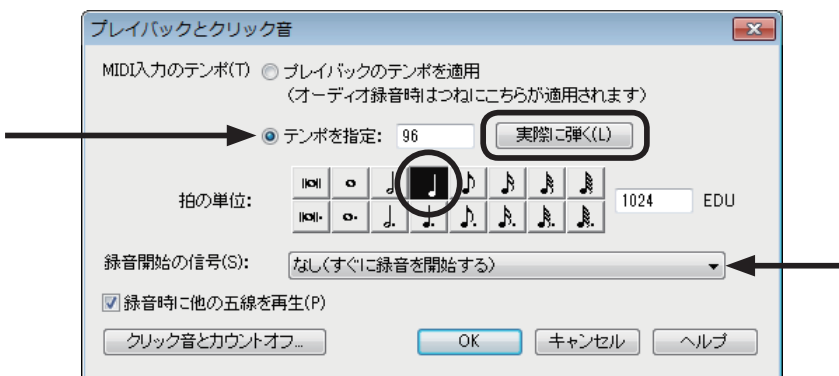 プレイバックとクリック音
MIDI入力のテンポ(T) プレイバックのテンポを適用
(オーディオ録音時はつねにこちらが適用されます)
テンポを指定: 96 実際に弾く(L)
拍の単位: 1024 EDU
録音開始の信号(S): なし(すぐに録音を開始する)
録音時に他の五線を再生(P)
クリック音とカウントオフ... OK キャンセル ヘルプ